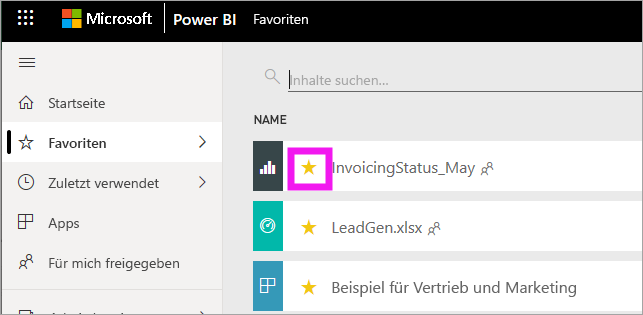 Microsoft Power BI Favoriten
Inhalte suchen...
Startseite
NAME
Favoriten
InvoicingStatus_May
Zuletzt verwendet
Apps
LeadGen.xlsx
Für mich freigegeben
Beispiel für Vertrieb und Marketing